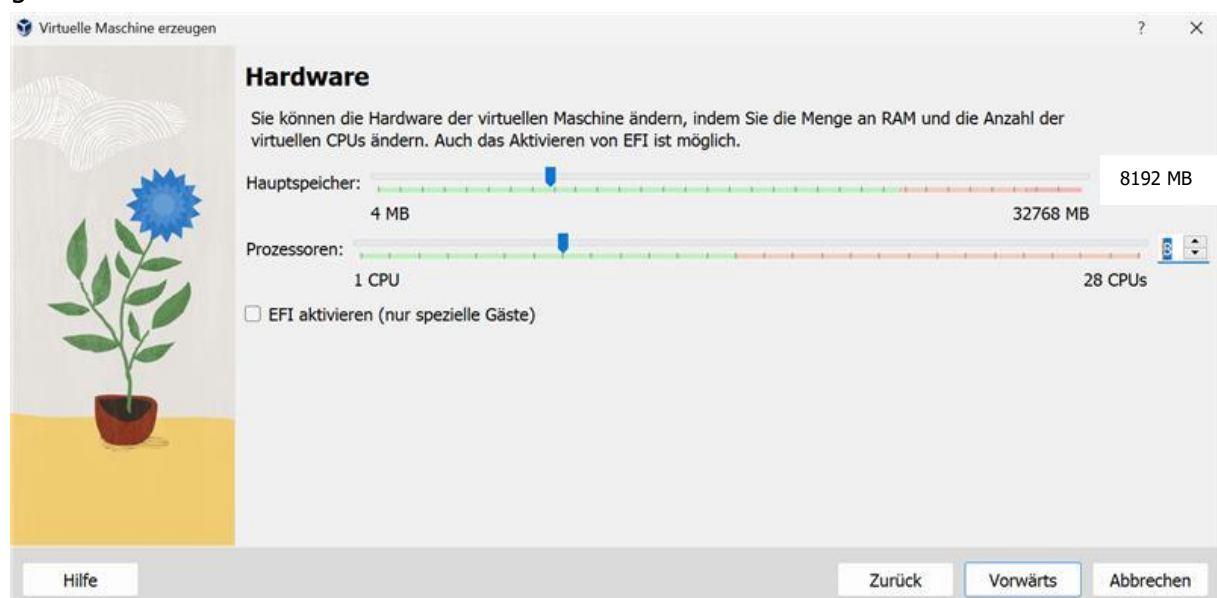 Virtuelle Maschine erzeugen ? ×
Hardware
Sie können die Hardware der virtuellen Maschine ändern, indem Sie die Menge an RAM und die Anzahl der
virtuellen CPUs ändern. Auch das Aktivieren von EFI ist möglich.
Hauptspeicher: 8192 MB
4 MB 32768 MB
Prozessoren: 8
1 CPU 28 CPUs
EFI aktivieren (nur spezielle Gäste)
Hilfe Zurück Vorwärts Abbrechen